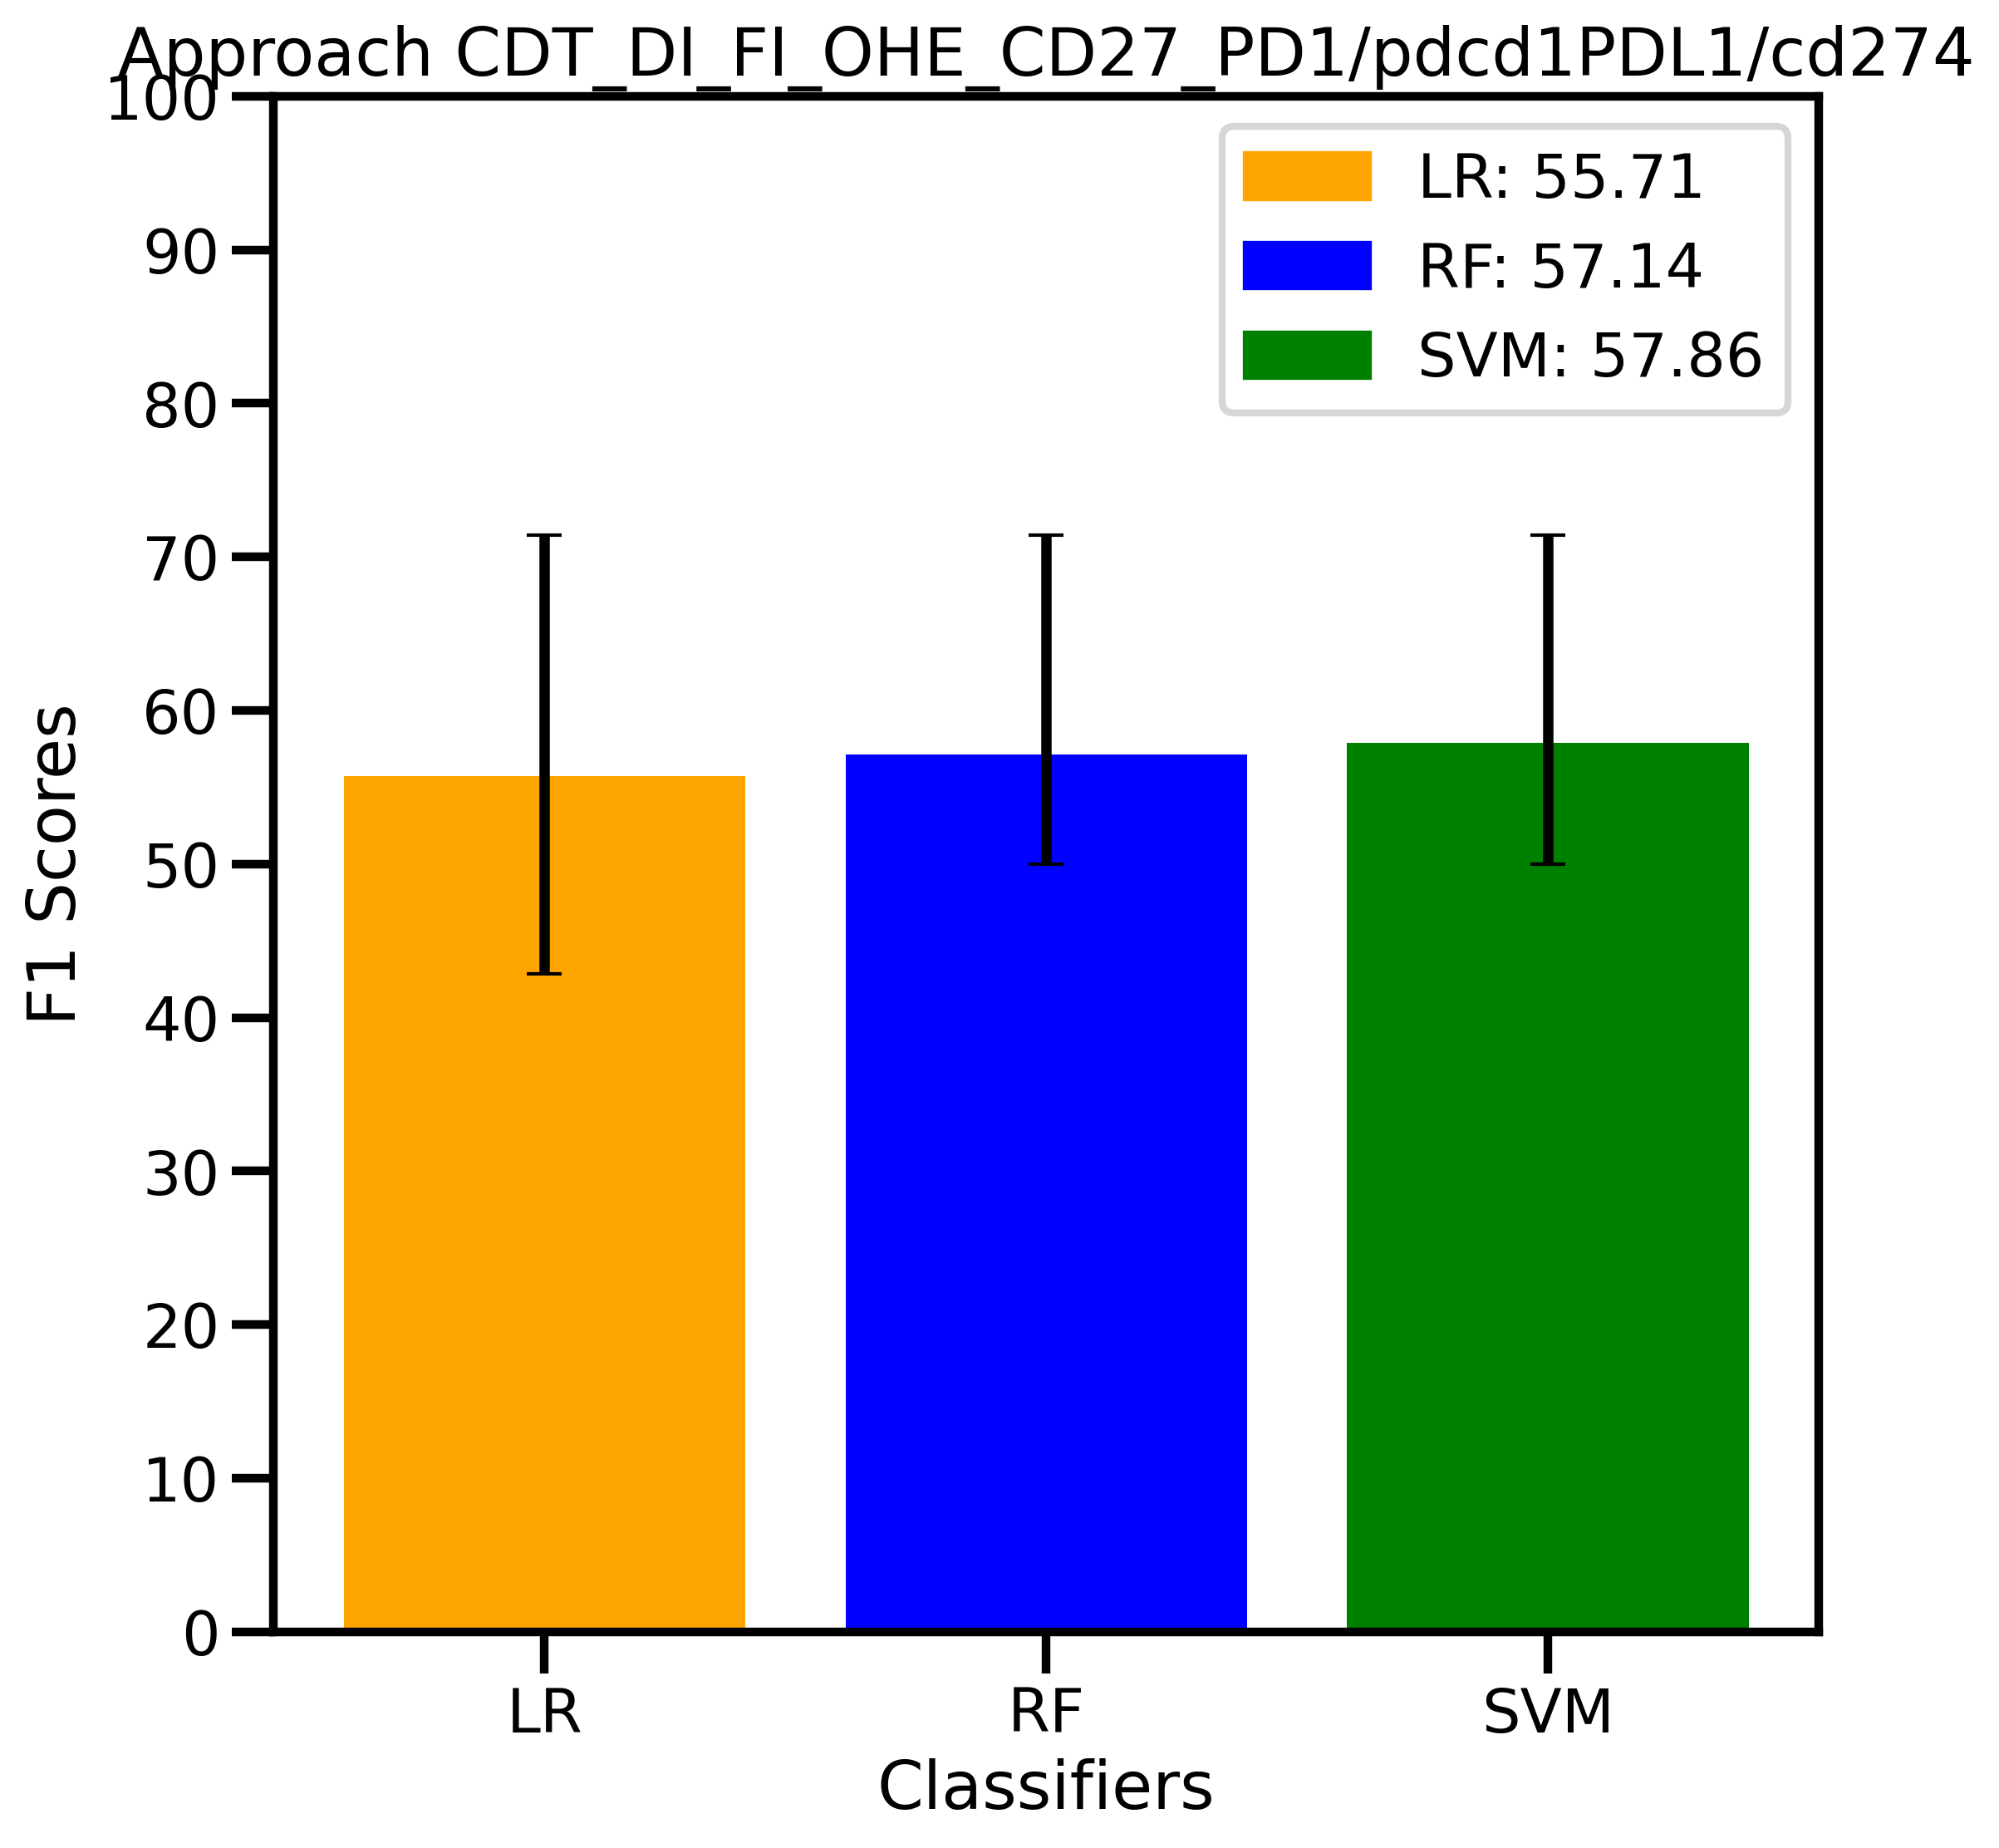 Approach CDT_DI_FI_OHE_CD27_PD1/pdcd1PDL1/cd274
100
90
80
70
60
50
40
30
20
10
0
F1 Scores
LR: 55.71
RF: 57.14
SVM: 57.86
LR RF SVM
Classifiers